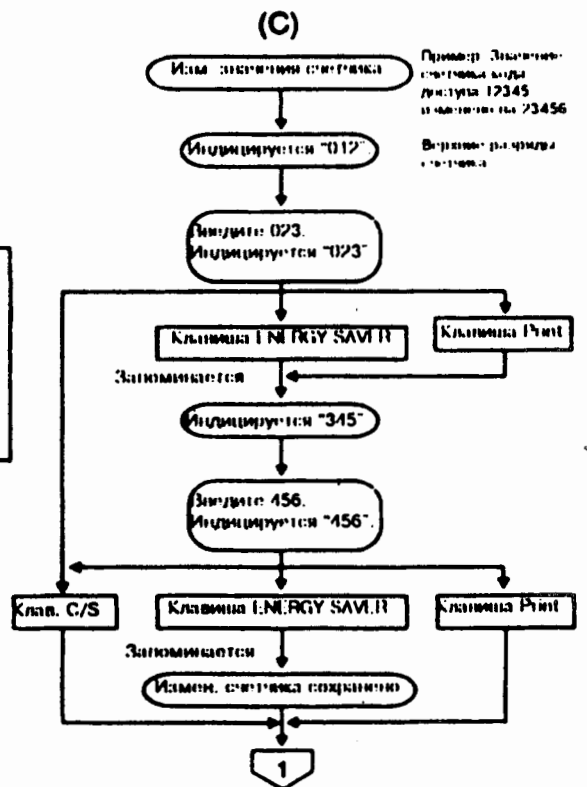 (C)
Изм. значения счетчика
Пример. Значение
счетчика кода
доступа 12345
изменено на 23456
Индицируется "012".
Верхние разряды
счетчика
Введите 023.
Индицируется "023".
Клавиша ENERGY SAVER
Клавиша Print
Запоминается
Индицируется "345"
Введите 456.
Индицируется "456".
Клав. C/S
Клавиша ENERGY SAVER
Клавиша Print
Запоминается
Измен. счетчика сохранено
1